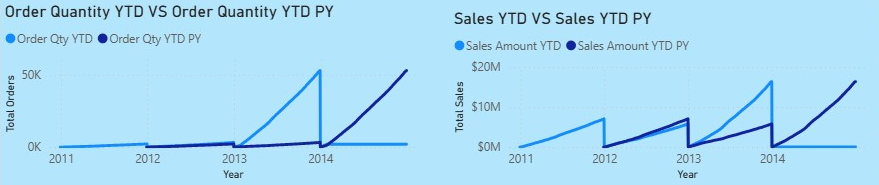 Order Quantity YTD VS Order Quantity YTD PY
Order Qty YTD Order Qty YTD PY
Total Orders
50K
0K
2011 2012 2013 2014
Year
Sales YTD VS Sales YTD PY
Sales Amount YTD Sales Amount YTD PY
Total Sales
$20M
$10M
$0M
2011 2012 2013 2014
Year